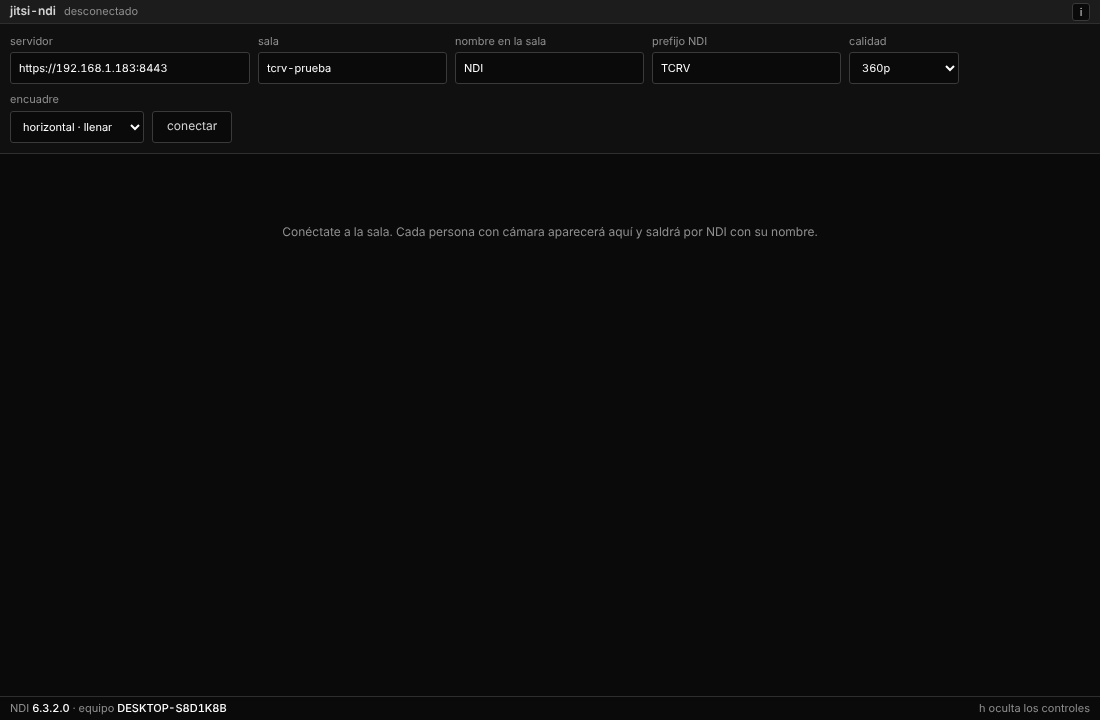 jitsi-ndi desconectado i
servidor sala nombre en la sala prefijo NDI calidad
https://192.168.1.183:8443 tcrv-prueba NDI TCRV 360p
encuadre
horizontal · llenar conectar
Conéctate a la sala. Cada persona con cámara aparecerá aquí y saldrá por NDI con su nombre.
NDI 6.3.2.0 · equipo DESKTOP-S8D1K8B h oculta los controles